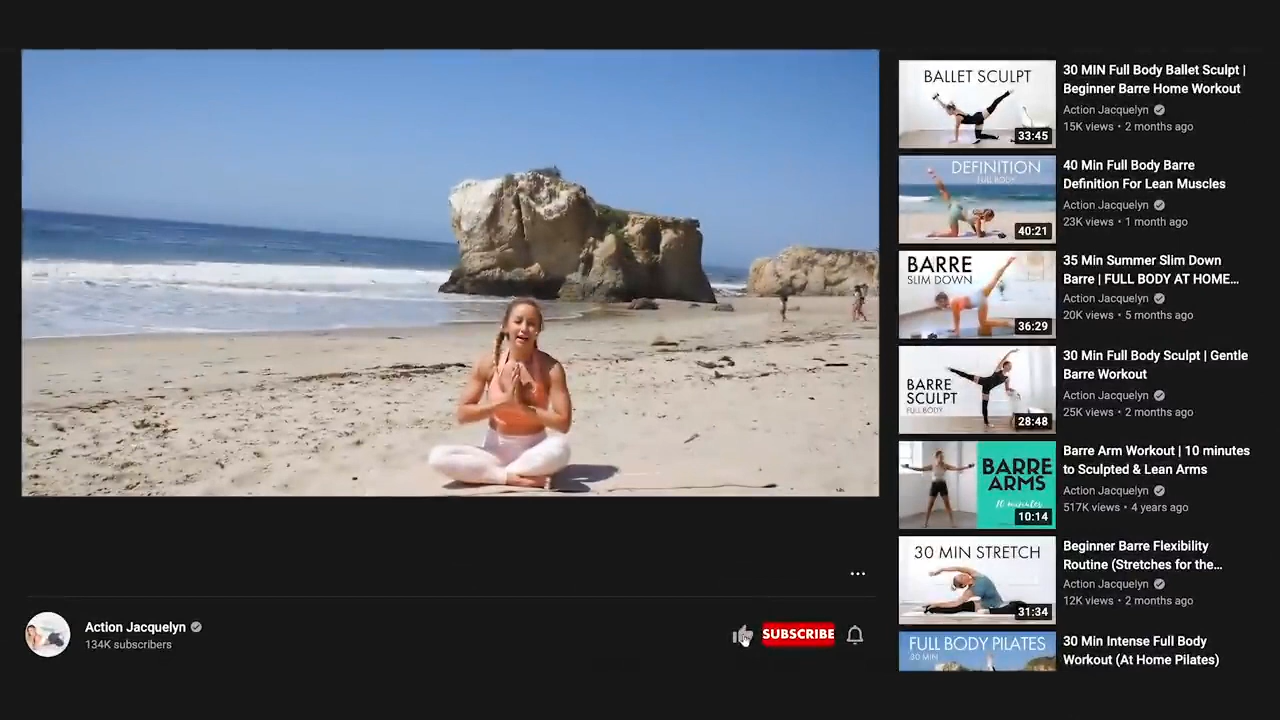 BALLET SCULPT
33:45
30 MIN Full Body Ballet Sculpt |
Beginner Barre Home Workout
Action Jacquelyn
15K views • 2 months ago
DEFINITION
FULL BODY
40:21
40 Min Full Body Barre
Definition For Lean Muscles
Action Jacquelyn
23K views • 1 month ago
BARRE
SLIM DOWN
36:29
35 Min Summer Slim Down
Barre | FULL BODY AT HOME…
Action Jacquelyn
20K views • 5 months ago
BARRE
SCULPT
FULL BODY
28:48
30 Min Full Body Sculpt | Gentle
Barre Workout
Action Jacquelyn
25K views • 2 months ago
BARRE
ARMS
10 minutes
10:14
Barre Arm Workout | 10 minutes
to Sculpted & Lean Arms
Action Jacquelyn
517K views • 4 years ago
30 MIN STRETCH
31:34
Beginner Barre Flexibility
Routine (Stretches for the…
Action Jacquelyn
12K views • 2 months ago
FULL BODY PILATES
30 MIN
30 Min Intense Full Body
Workout (At Home Pilates)
Action Jacquelyn
134K subscribers
SUBSCRIBE